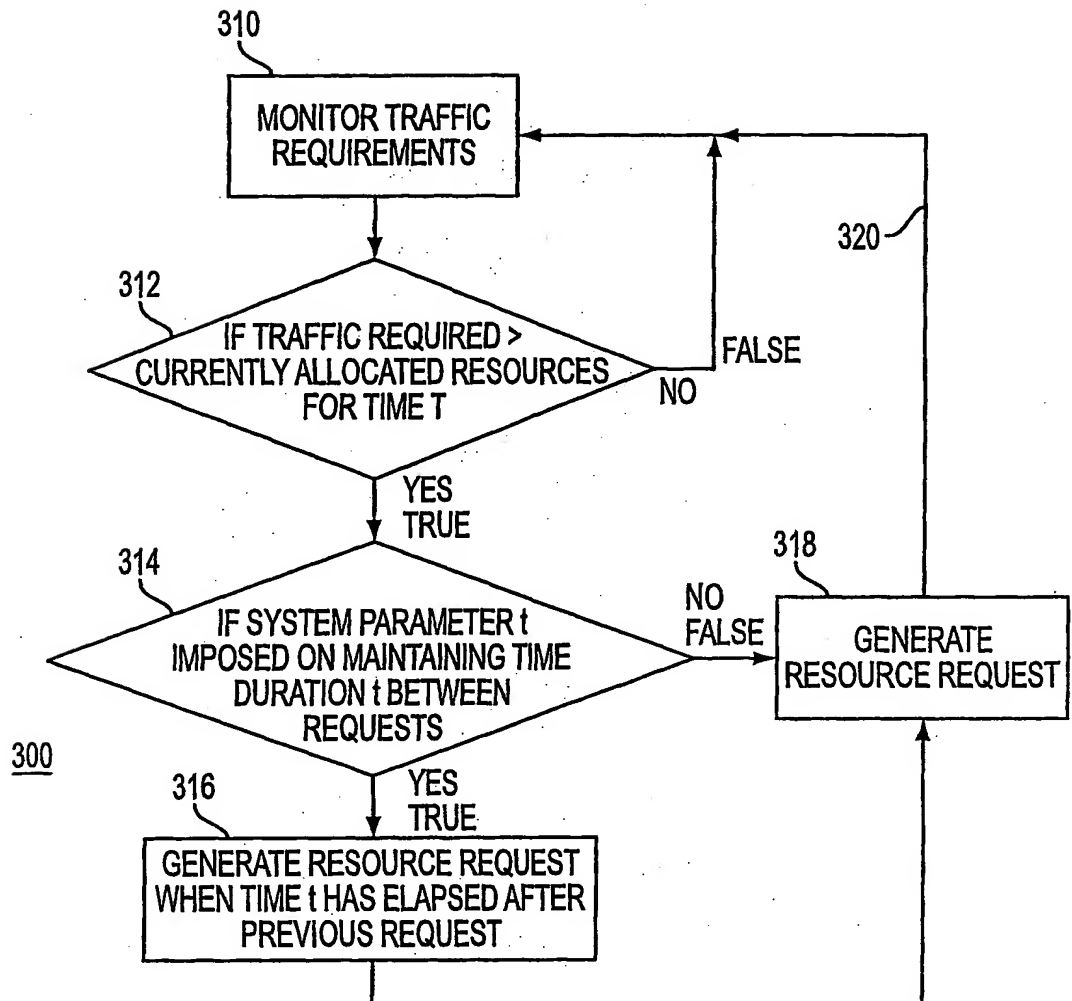 310
MONITOR TRAFFIC
REQUIREMENTS
320
312
IF TRAFFIC REQUIRED >
CURRENTLY ALLOCATED RESOURCES
FOR TIME T
FALSE
NO
YES
TRUE
314
IF SYSTEM PARAMETER t
IMPOSED ON MAINTAINING TIME
DURATION t BETWEEN
REQUESTS
NO
FALSE
318
GENERATE
RESOURCE REQUEST
300
YES
TRUE
316
GENERATE RESOURCE REQUEST
WHEN TIME t HAS ELAPSED AFTER
PREVIOUS REQUEST